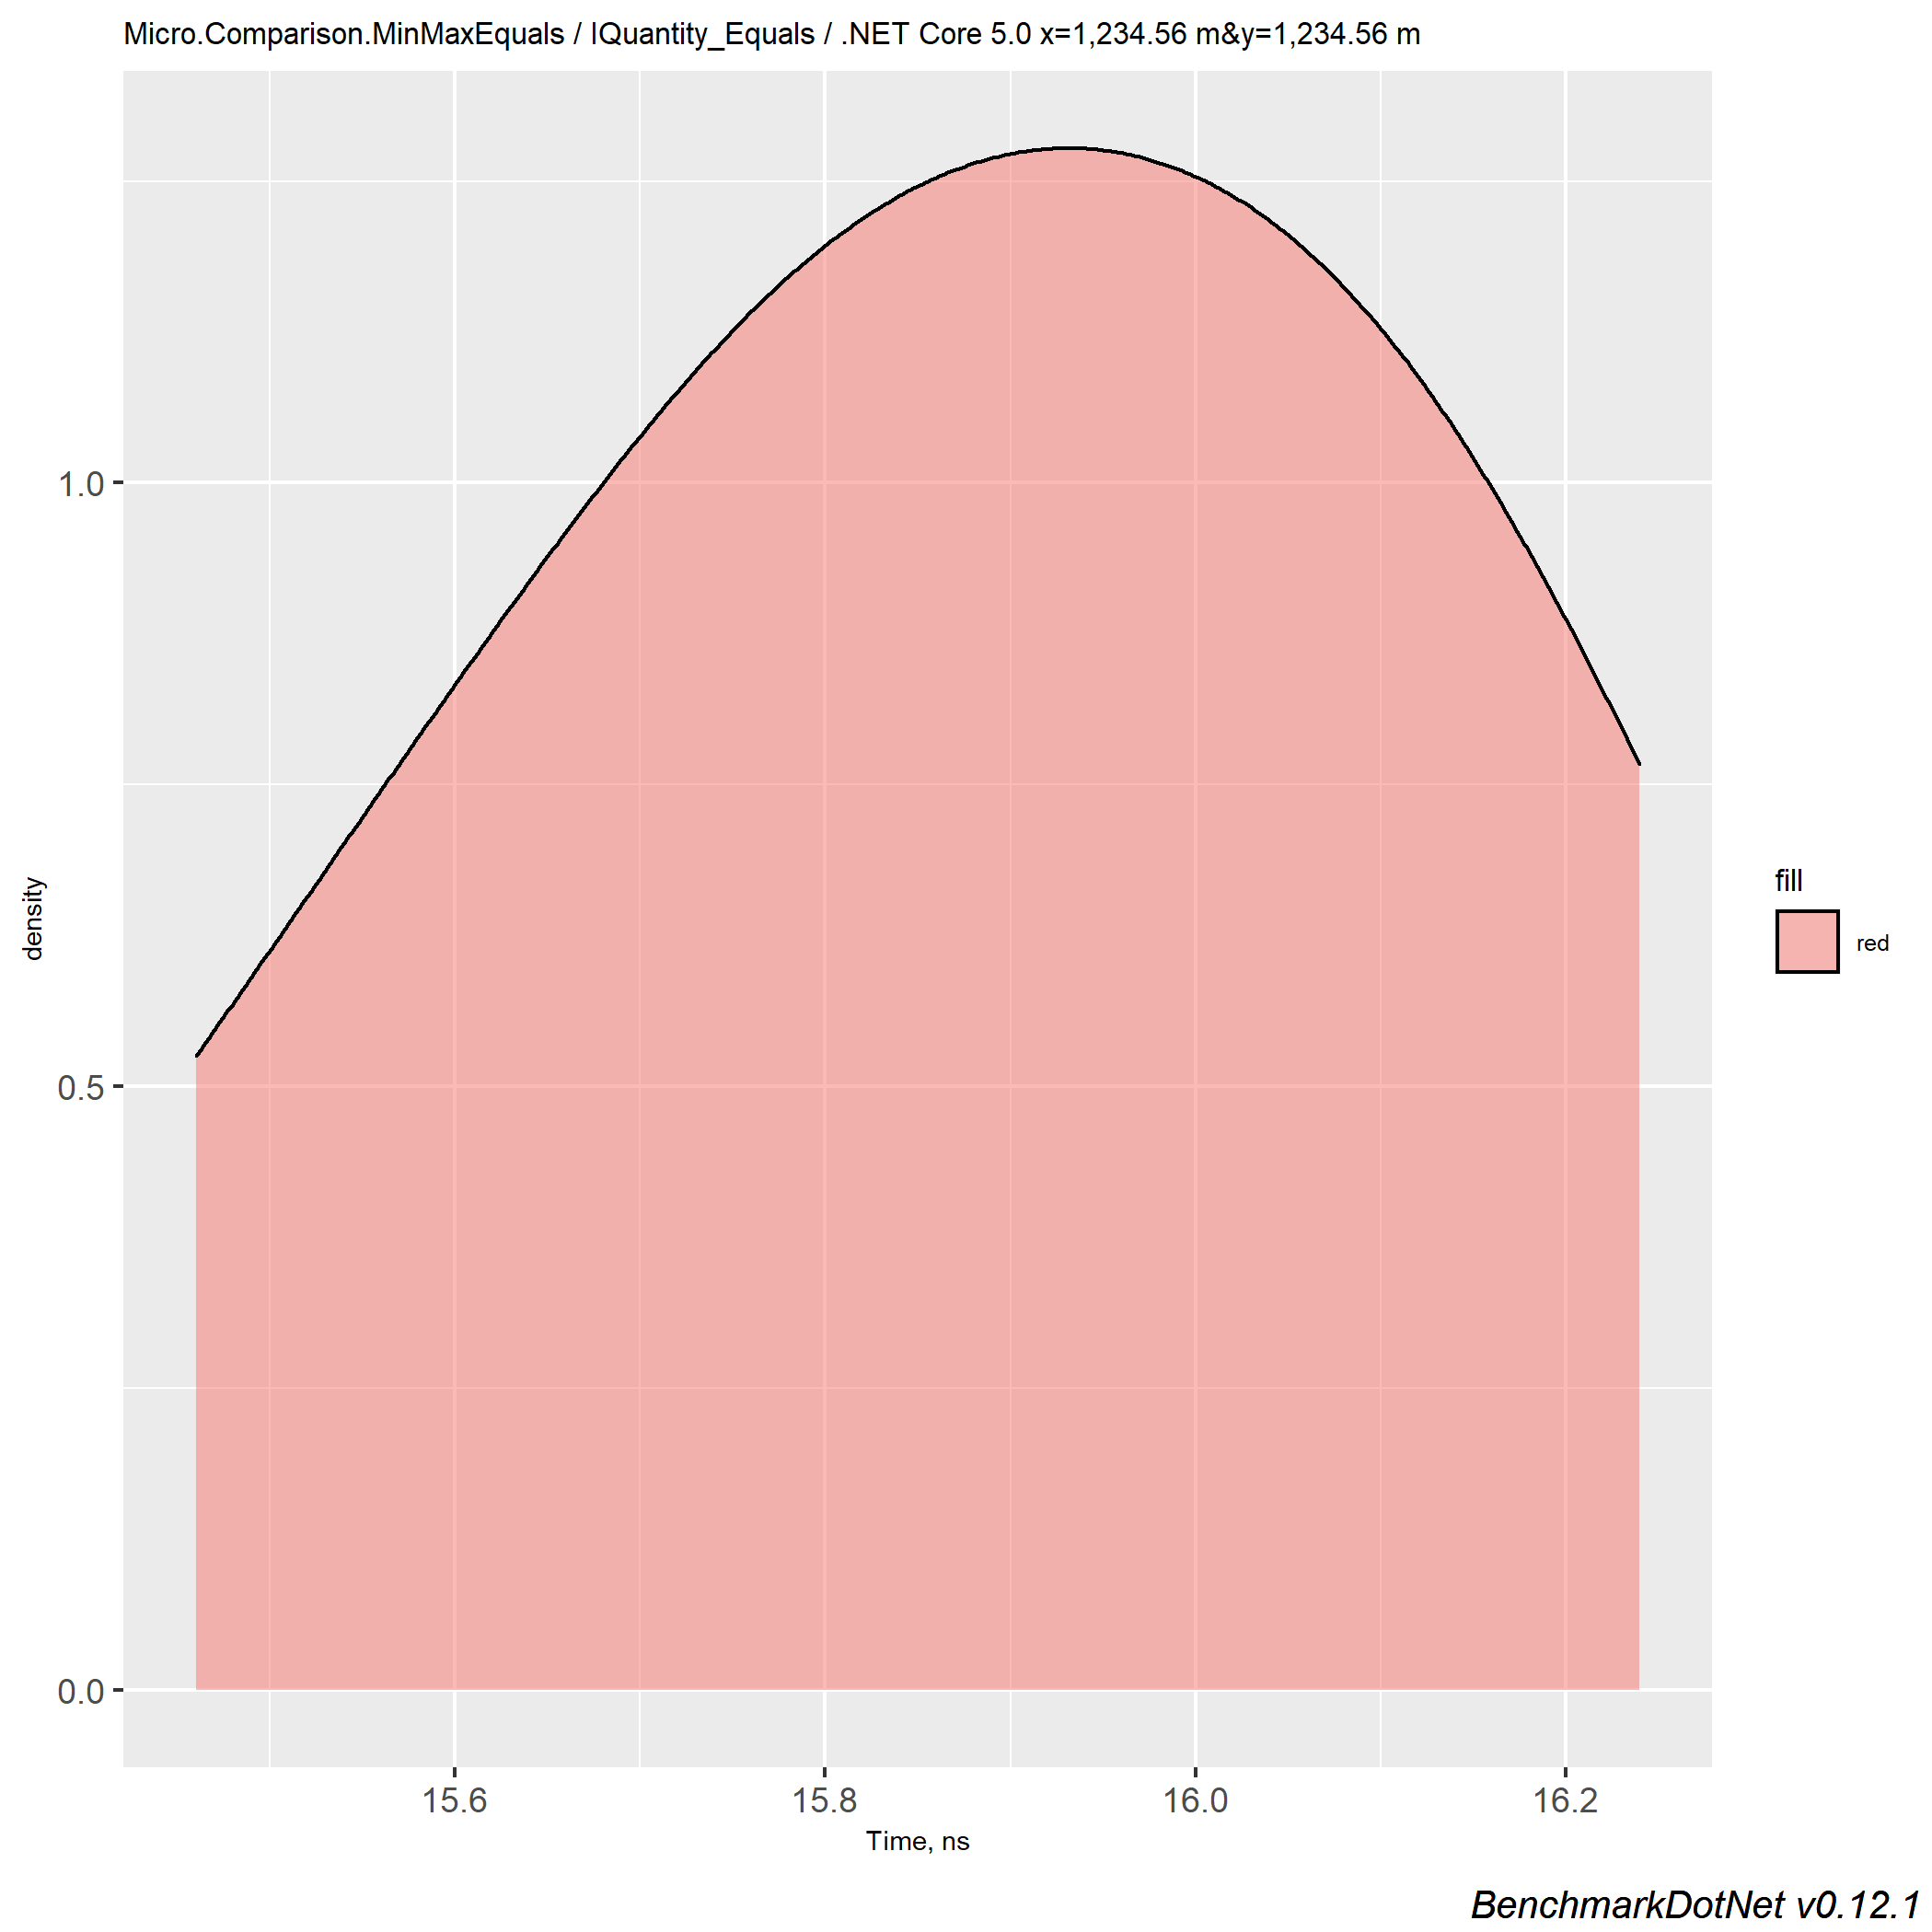 Micro.Comparison.MinMaxEquals / IQuantity_Equals / .NET Core 5.0 x=1,234.56 m&y=1,234.56 m
1.0
0.5
0.0
density
15.6 15.8 16.0 16.2
Time, ns
fill
red
BenchmarkDotNet v0.12.1